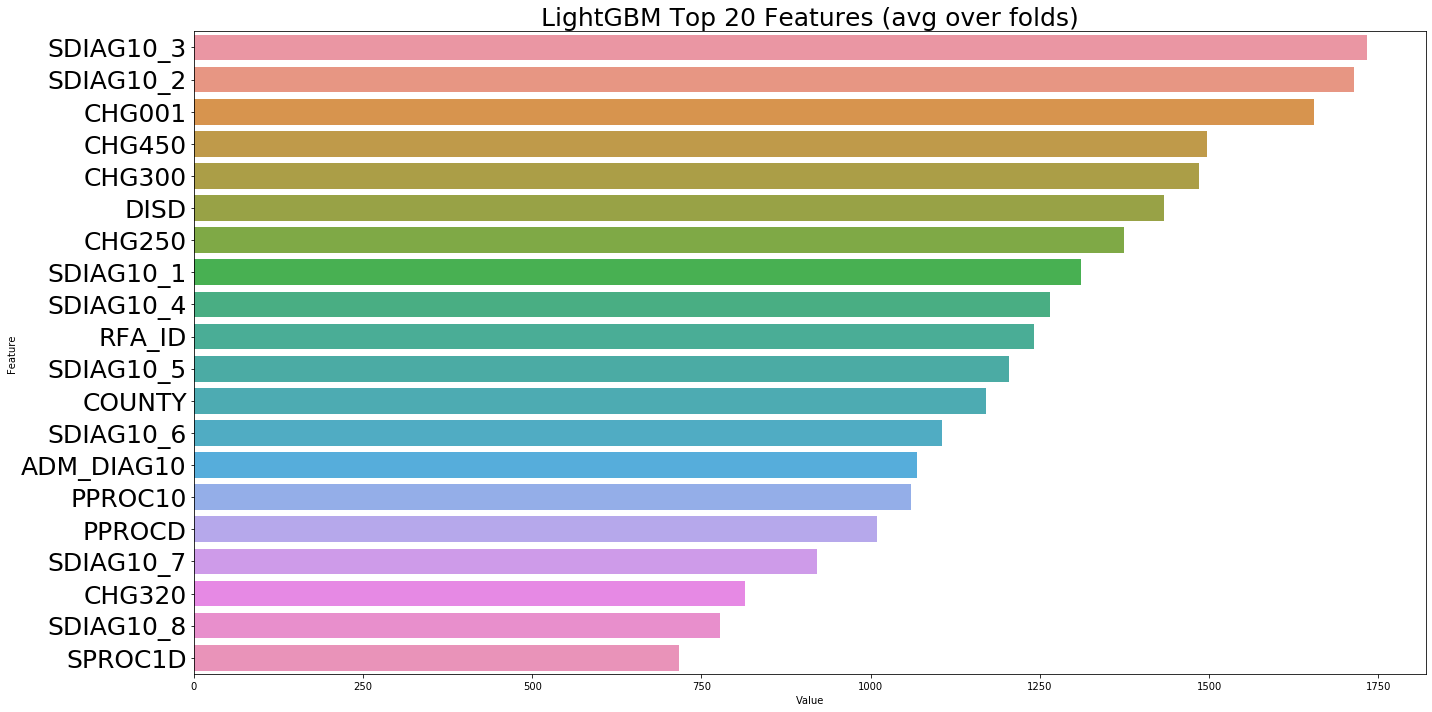 LightGBM Top 20 Features (avg over folds)
SDIAG10_3
SDIAG10_2
CHG001
CHG450
CHG300
DISD
CHG250
SDIAG10_1
SDIAG10_4
RFA_ID
SDIAG10_5
COUNTY
SDIAG10_6
ADM_DIAG10
PPROC10
PPROCD
SDIAG10_7
CHG320
SDIAG10_8
SPROC1D
Feature
0 250 500 750 1000 1250 1500 1750
Value